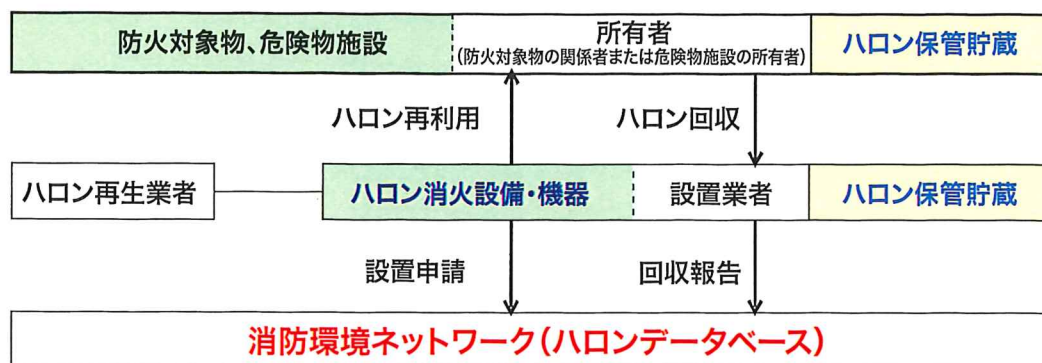 防火対象物、危険物施設
所有者
(防火対象物の関係者または危険物施設の所有者)
ハロン保管貯蔵
ハロン再利用
ハロン回収
ハロン再生業者
ハロン消火設備・機器
設置業者
ハロン保管貯蔵
設置申請
回収報告
消防環境ネットワーク(ハロンデータベース)